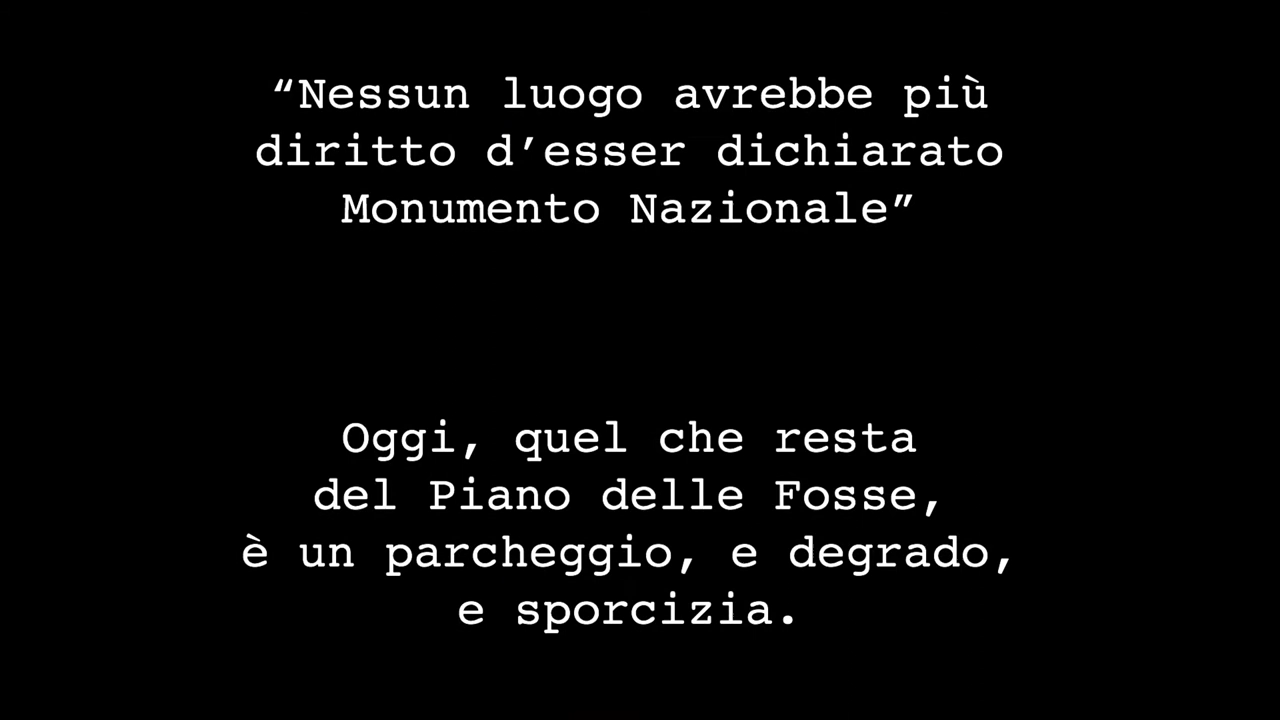 “Nessun luogo avrebbe più
diritto d’esser dichiarato
Monumento Nazionale”
Oggi, quel che resta
del Piano delle Fosse,
è un parcheggio, e degrado,
e sporcizia.